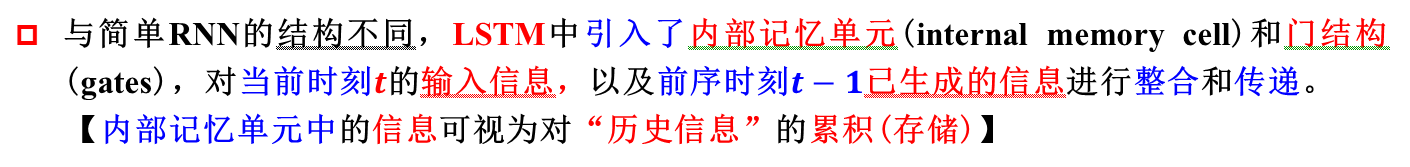 与简单RNN的结构不同，LSTM中引入了内部记忆单元(internal memory cell)和门结构
(gates)，对当前时刻t的输入信息，以及前序时刻t − 1已生成的信息进行整合和传递。
【内部记忆单元中的信息可视为对“历史信息”的累积(存储)】